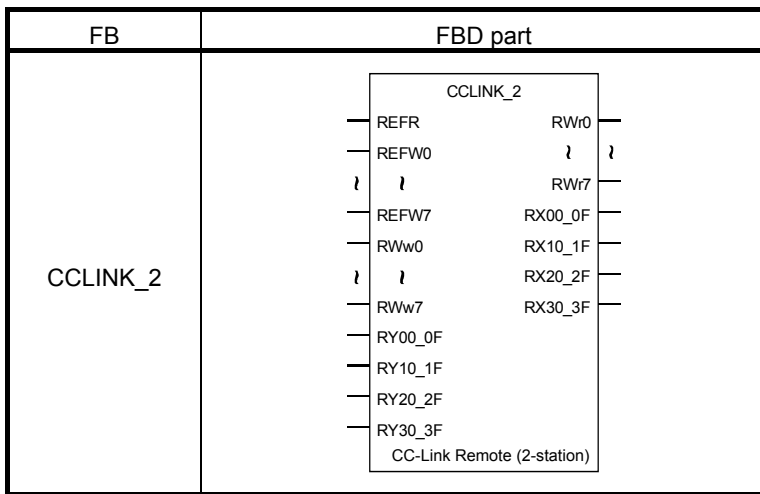 FB FBD part
CCLINK_2
CCLINK_2
REFR RWr0
REFW0 ≀ ≀
≀ ≀ RWr7
REFW7 RX00_0F
RWw0 RX10_1F
≀ ≀ RX20_2F
RWw7 RX30_3F
RY00_0F
RY10_1F
RY20_2F
RY30_3F
CC-Link Remote (2-station)